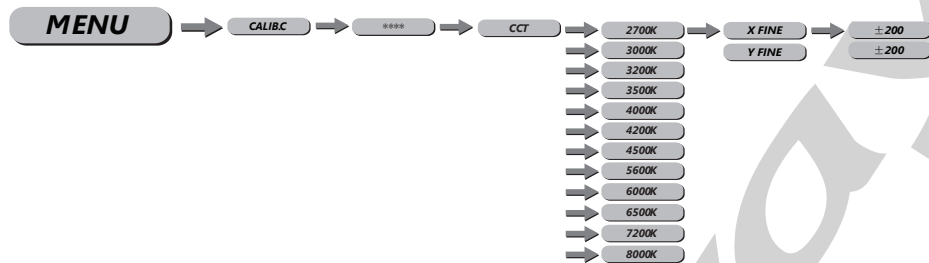 MENU CALIB.C **** CCT 2700K X FINE ±200
3000K Y FINE ±200
3200K
3500K
4000K
4200K
4500K
5600K
6000K
6500K
7200K
8000K